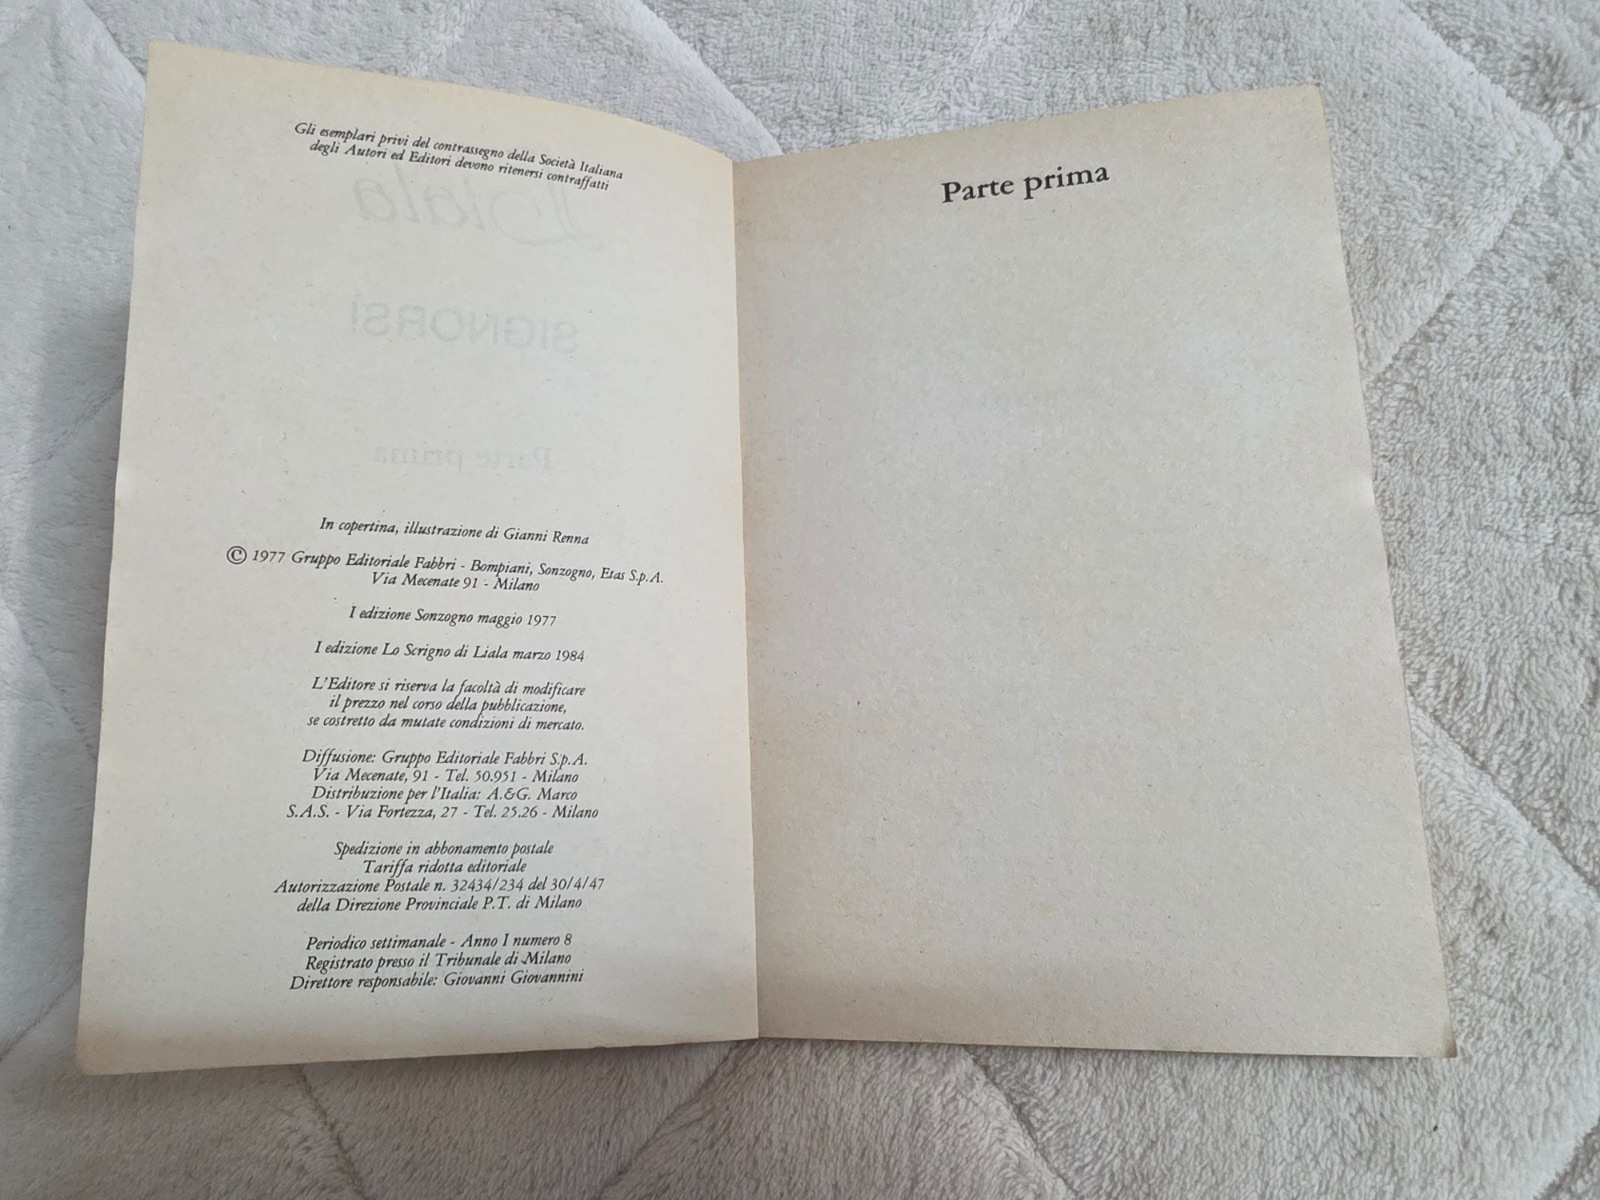 Gli esemplari privi del contrassegno della Società Italiana
degli Autori ed Editori devono ritenersi contraffatti
Liala
SIGNORSÌ
Parte prima
In copertina, illustrazione di Gianni Renna
© 1977 Gruppo Editoriale Fabbri - Bompiani, Sonzogno, Etas S.p.A.
Via Mecenate 91 - Milano
I edizione Sonzogno maggio 1977
I edizione Lo Scrigno di Liala marzo 1984
L'Editore si riserva la facoltà di modificare
il prezzo nel corso della pubblicazione,
se costretto da mutate condizioni di mercato.
Diffusione: Gruppo Editoriale Fabbri S.p.A.
Via Mecenate, 91 - Tel. 50.951 - Milano
Distribuzione per l'Italia: A.&G. Marco
S.A.S. - Via Fortezza, 27 - Tel. 25.26 - Milano
Spedizione in abbonamento postale
Tariffa ridotta editoriale
Autorizzazione Postale n. 32434/234 del 30/4/47
della Direzione Provinciale P.T. di Milano
Periodico settimanale - Anno I numero 8
Registrato presso il Tribunale di Milano
Direttore responsabile: Giovanni Giovannini
Parte prima